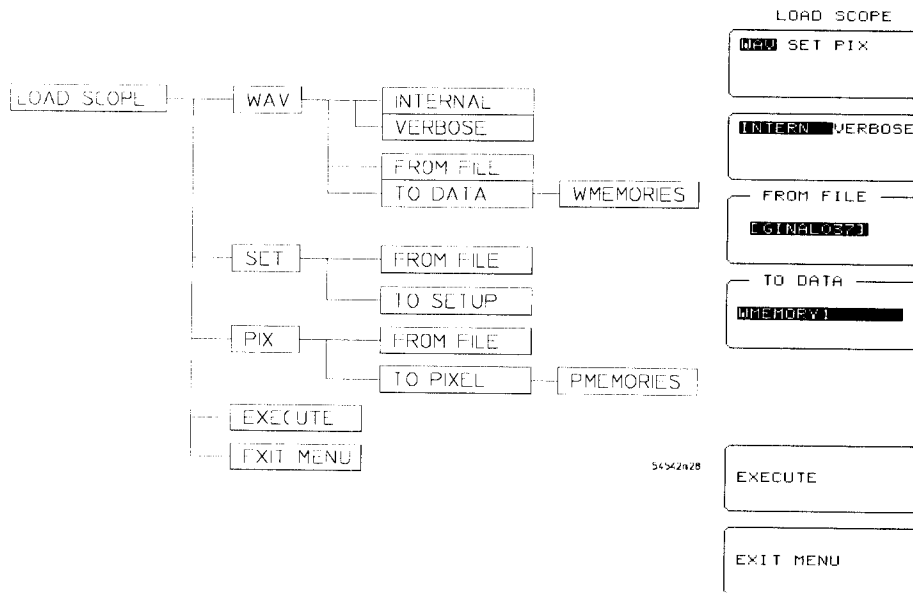 LOAD SCOPE
WAV
INTERNAL
VERBOSE
FROM FILE
TO DATA
WMEMORIES
SET
FROM FILE
TO SETUP
PIX
FROM FILE
TO PIXEL
PMEMORIES
EXECUTE
EXIT MENU
54542m28
LOAD SCOPE
WAV SET PIX
INTERN VERBOSE
FROM FILE
[GINAL037]
TO DATA
WMEMORY1
EXECUTE
EXIT MENU